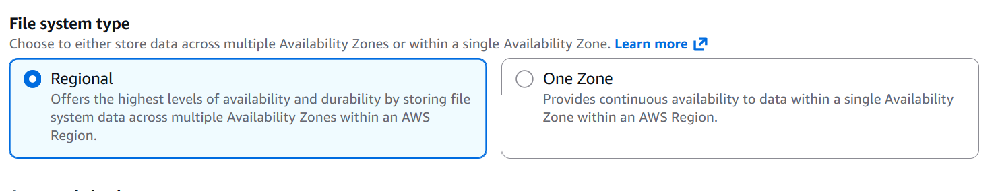 File system type
Choose to either store data across multiple Availability Zones or within a single Availability Zone. Learn more
Regional
Offers the highest levels of availability and durability by storing file
system data across multiple Availability Zones within an AWS
Region.
One Zone
Provides continuous availability to data within a single Availability
Zone within an AWS Region.